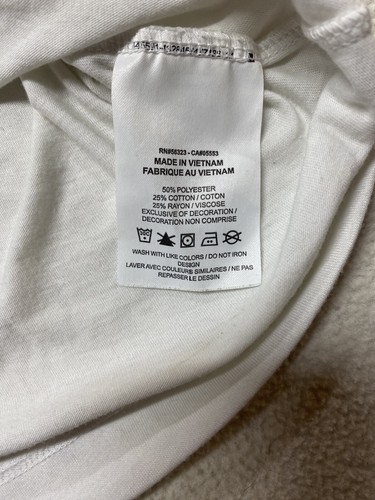 RN#56323 - CA#05553
MADE IN VIETNAM
FABRIQUE AU VIETNAM
50% POLYESTER
25% COTTON / COTON
25% RAYON / VISCOSE
EXCLUSIVE OF DECORATION /
DECORATION NON COMPRISE
30C
WASH WITH LIKE COLORS / DO NOT IRON
DESIGN
LAVER AVEC COULEURS SIMILAIRES / NE PAS
REPASSER LE DESSIN